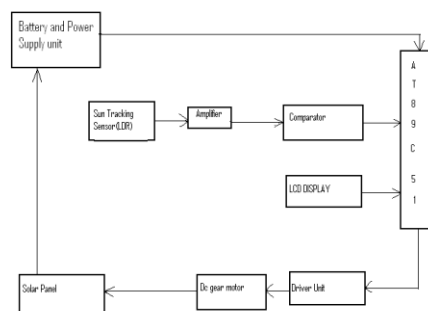 Battery and Power
Supply unit
A
T
8
9
C
5
1
Sun Tracking
Sensor(LDR)
Amplifier
Comparator
LCD DISPLAY
Solar Panel
Dc gear motor
Driver Unit